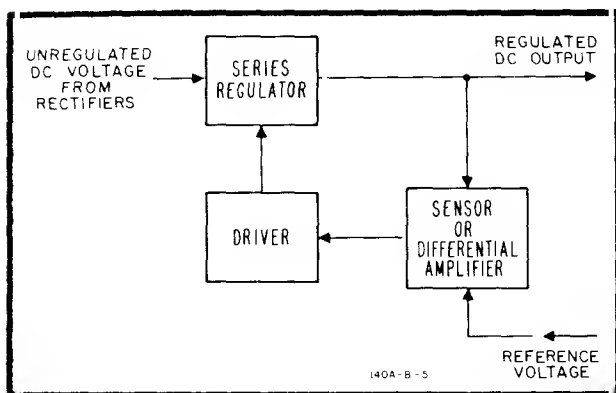 UNREGULATED
DC VOLTAGE
FROM
RECTIFIERS
SERIES
REGULATOR
REGULATED
DC OUTPUT
DRIVER
SENSOR
OR
DIFFERENTIAL
AMPLIFIER
140A-B-5
REFERENCE
VOLTAGE